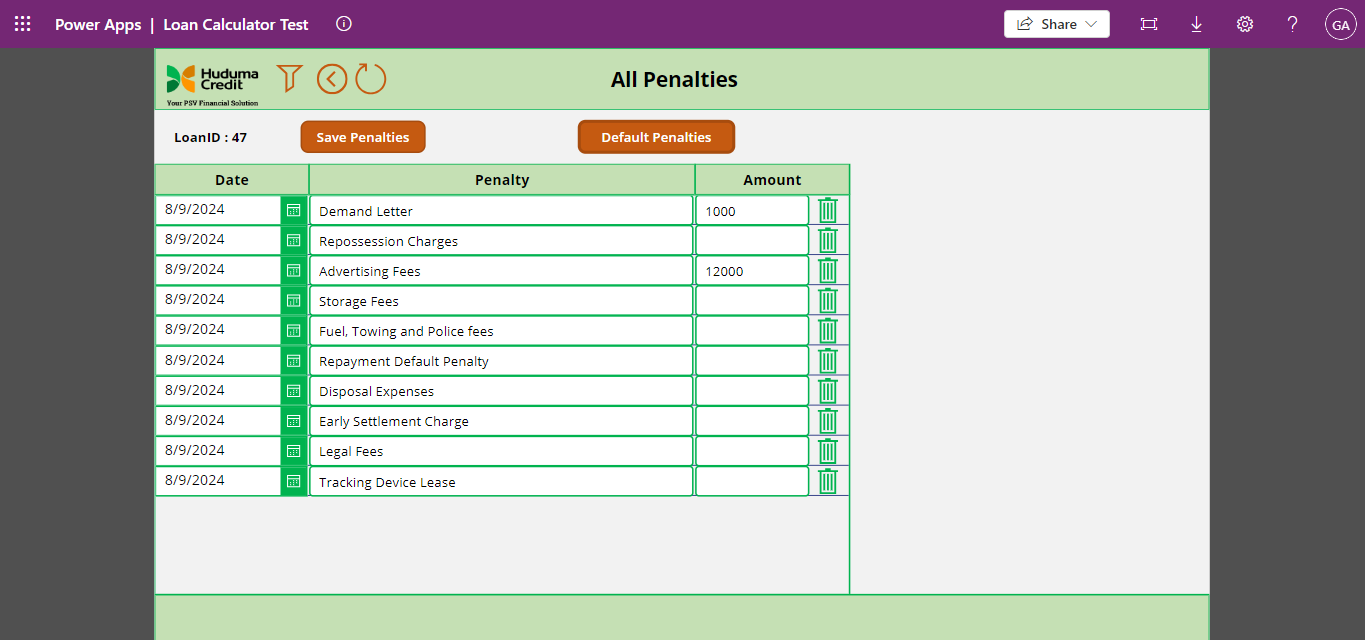 Power Apps | Loan Calculator Test
Share
?
GA
Huduma
Credit
Your PSV Financial Solution
All Penalties
LoanID : 47
Save Penalties
Default Penalties
Date Penalty Amount
8/9/2024 Demand Letter 1000
8/9/2024 Repossession Charges
8/9/2024 Advertising Fees 12000
8/9/2024 Storage Fees
8/9/2024 Fuel, Towing and Police fees
8/9/2024 Repayment Default Penalty
8/9/2024 Disposal Expenses
8/9/2024 Early Settlement Charge
8/9/2024 Legal Fees
8/9/2024 Tracking Device Lease